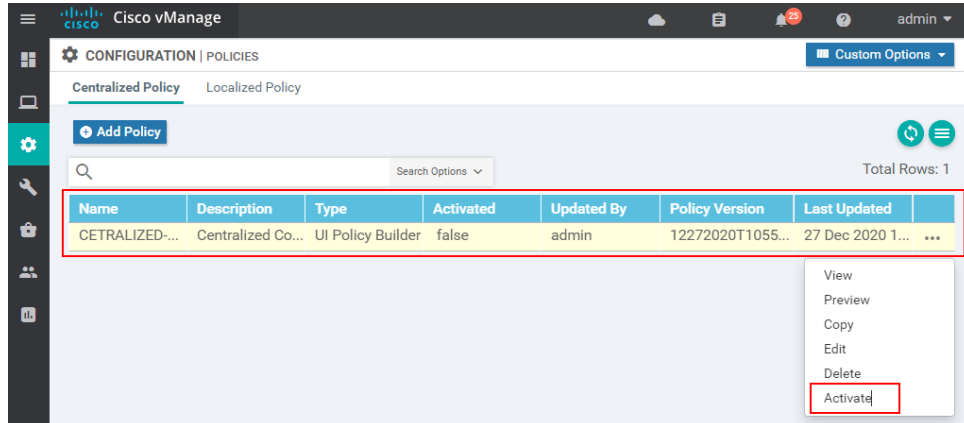 CISCO Cisco vManage 25 admin
CONFIGURATION | POLICIES Custom Options
Centralized Policy Localized Policy
Add Policy
Search Options Total Rows: 1
Name Description Type Activated Updated By Policy Version Last Updated
CETRALIZED-... Centralized Co... UI Policy Builder false admin 12272020T1055... 27 Dec 2020 1... ...
View
Preview
Copy
Edit
Delete
Activate